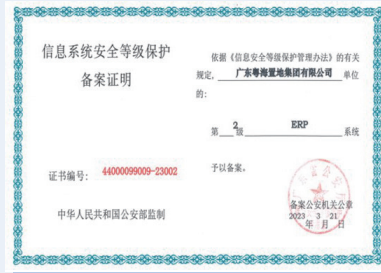 信息系统安全等级保护
备案证明
证书编号: 44000099009-23002
中华人民共和国公安部监制
依据《信息安全等级保护管理办法》的有关
规定, 广东粤海置地集团有限公司 单位
的:
第 2 级 ERP 系统
予以备案。
备案公安机关公章
2023 3 21
年 月 日